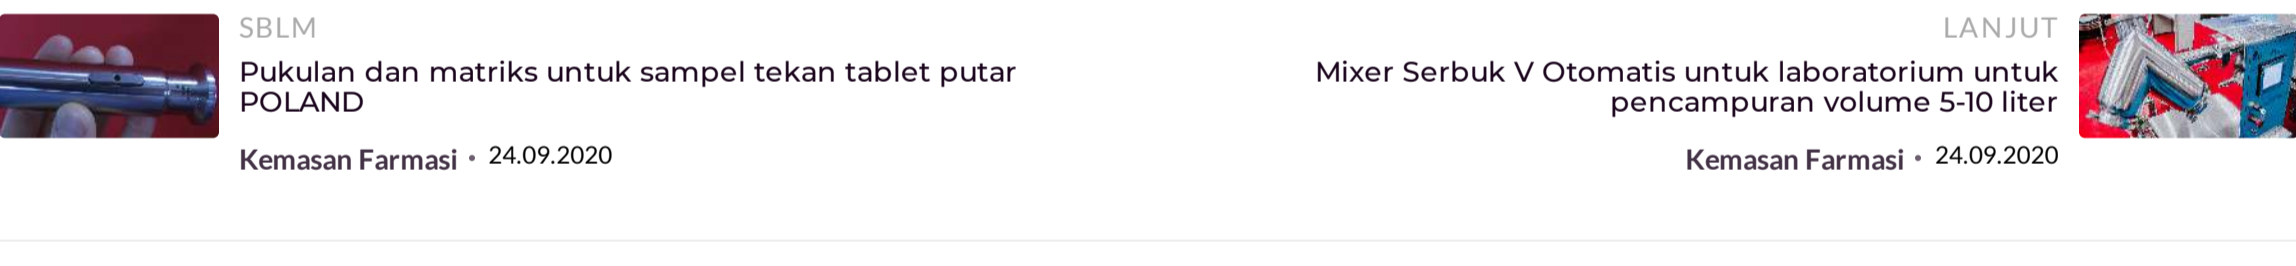 SBLM
Pukulan dan matriks untuk sampel tekan tablet putar
POLAND
Kemasan Farmasi • 24.09.2020
LANJUT
Mixer Serbuk V Otomatis untuk laboratorium untuk
pencampuran volume 5-10 liter
Kemasan Farmasi • 24.09.2020